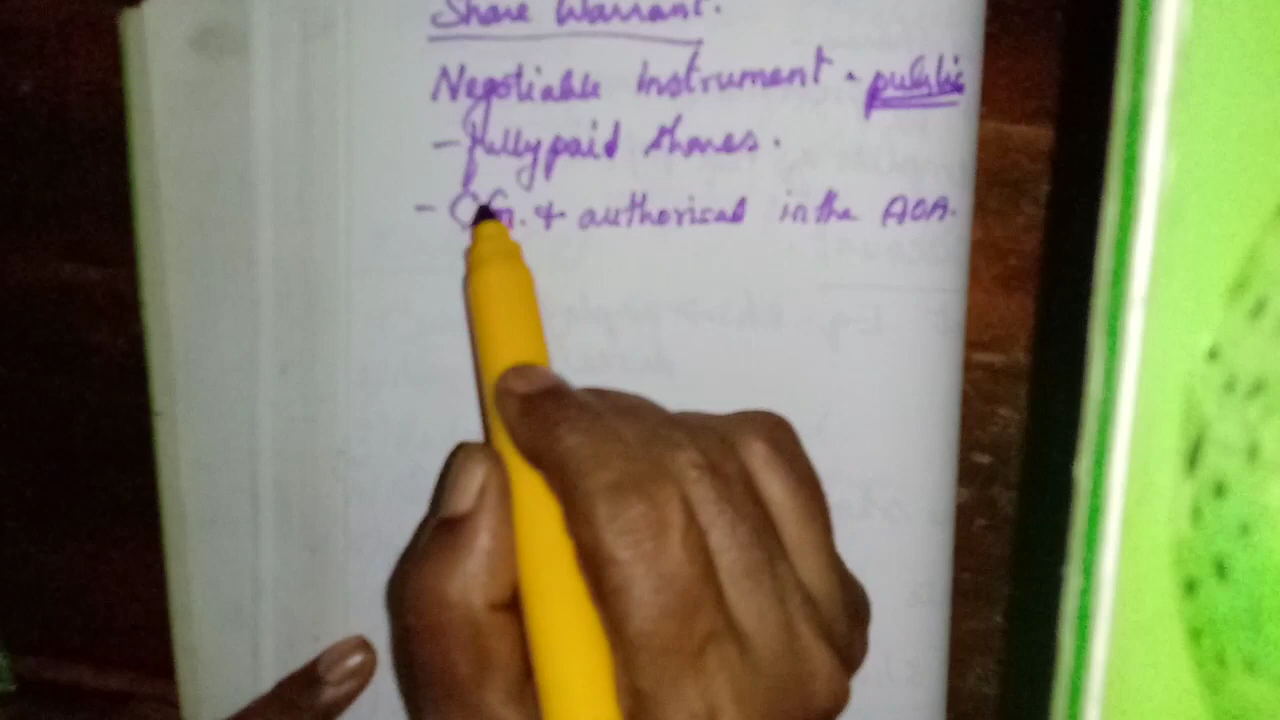 Share Warrant.
Negotiable Instrument - public
- fully paid shares.
- & authorised in the AOA.